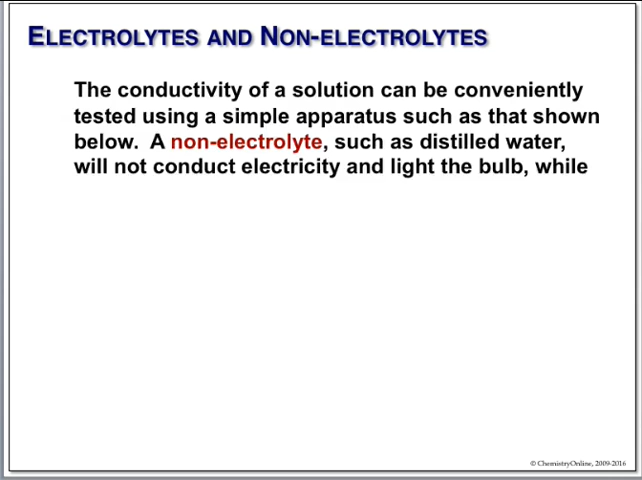 ELECTROLYTES AND NON-ELECTROLYTES
The conductivity of a solution can be conveniently
tested using a simple apparatus such as that shown
below. A non-electrolyte, such as distilled water,
will not conduct electricity and light the bulb, while
© ChemistryOnline, 2009-2016